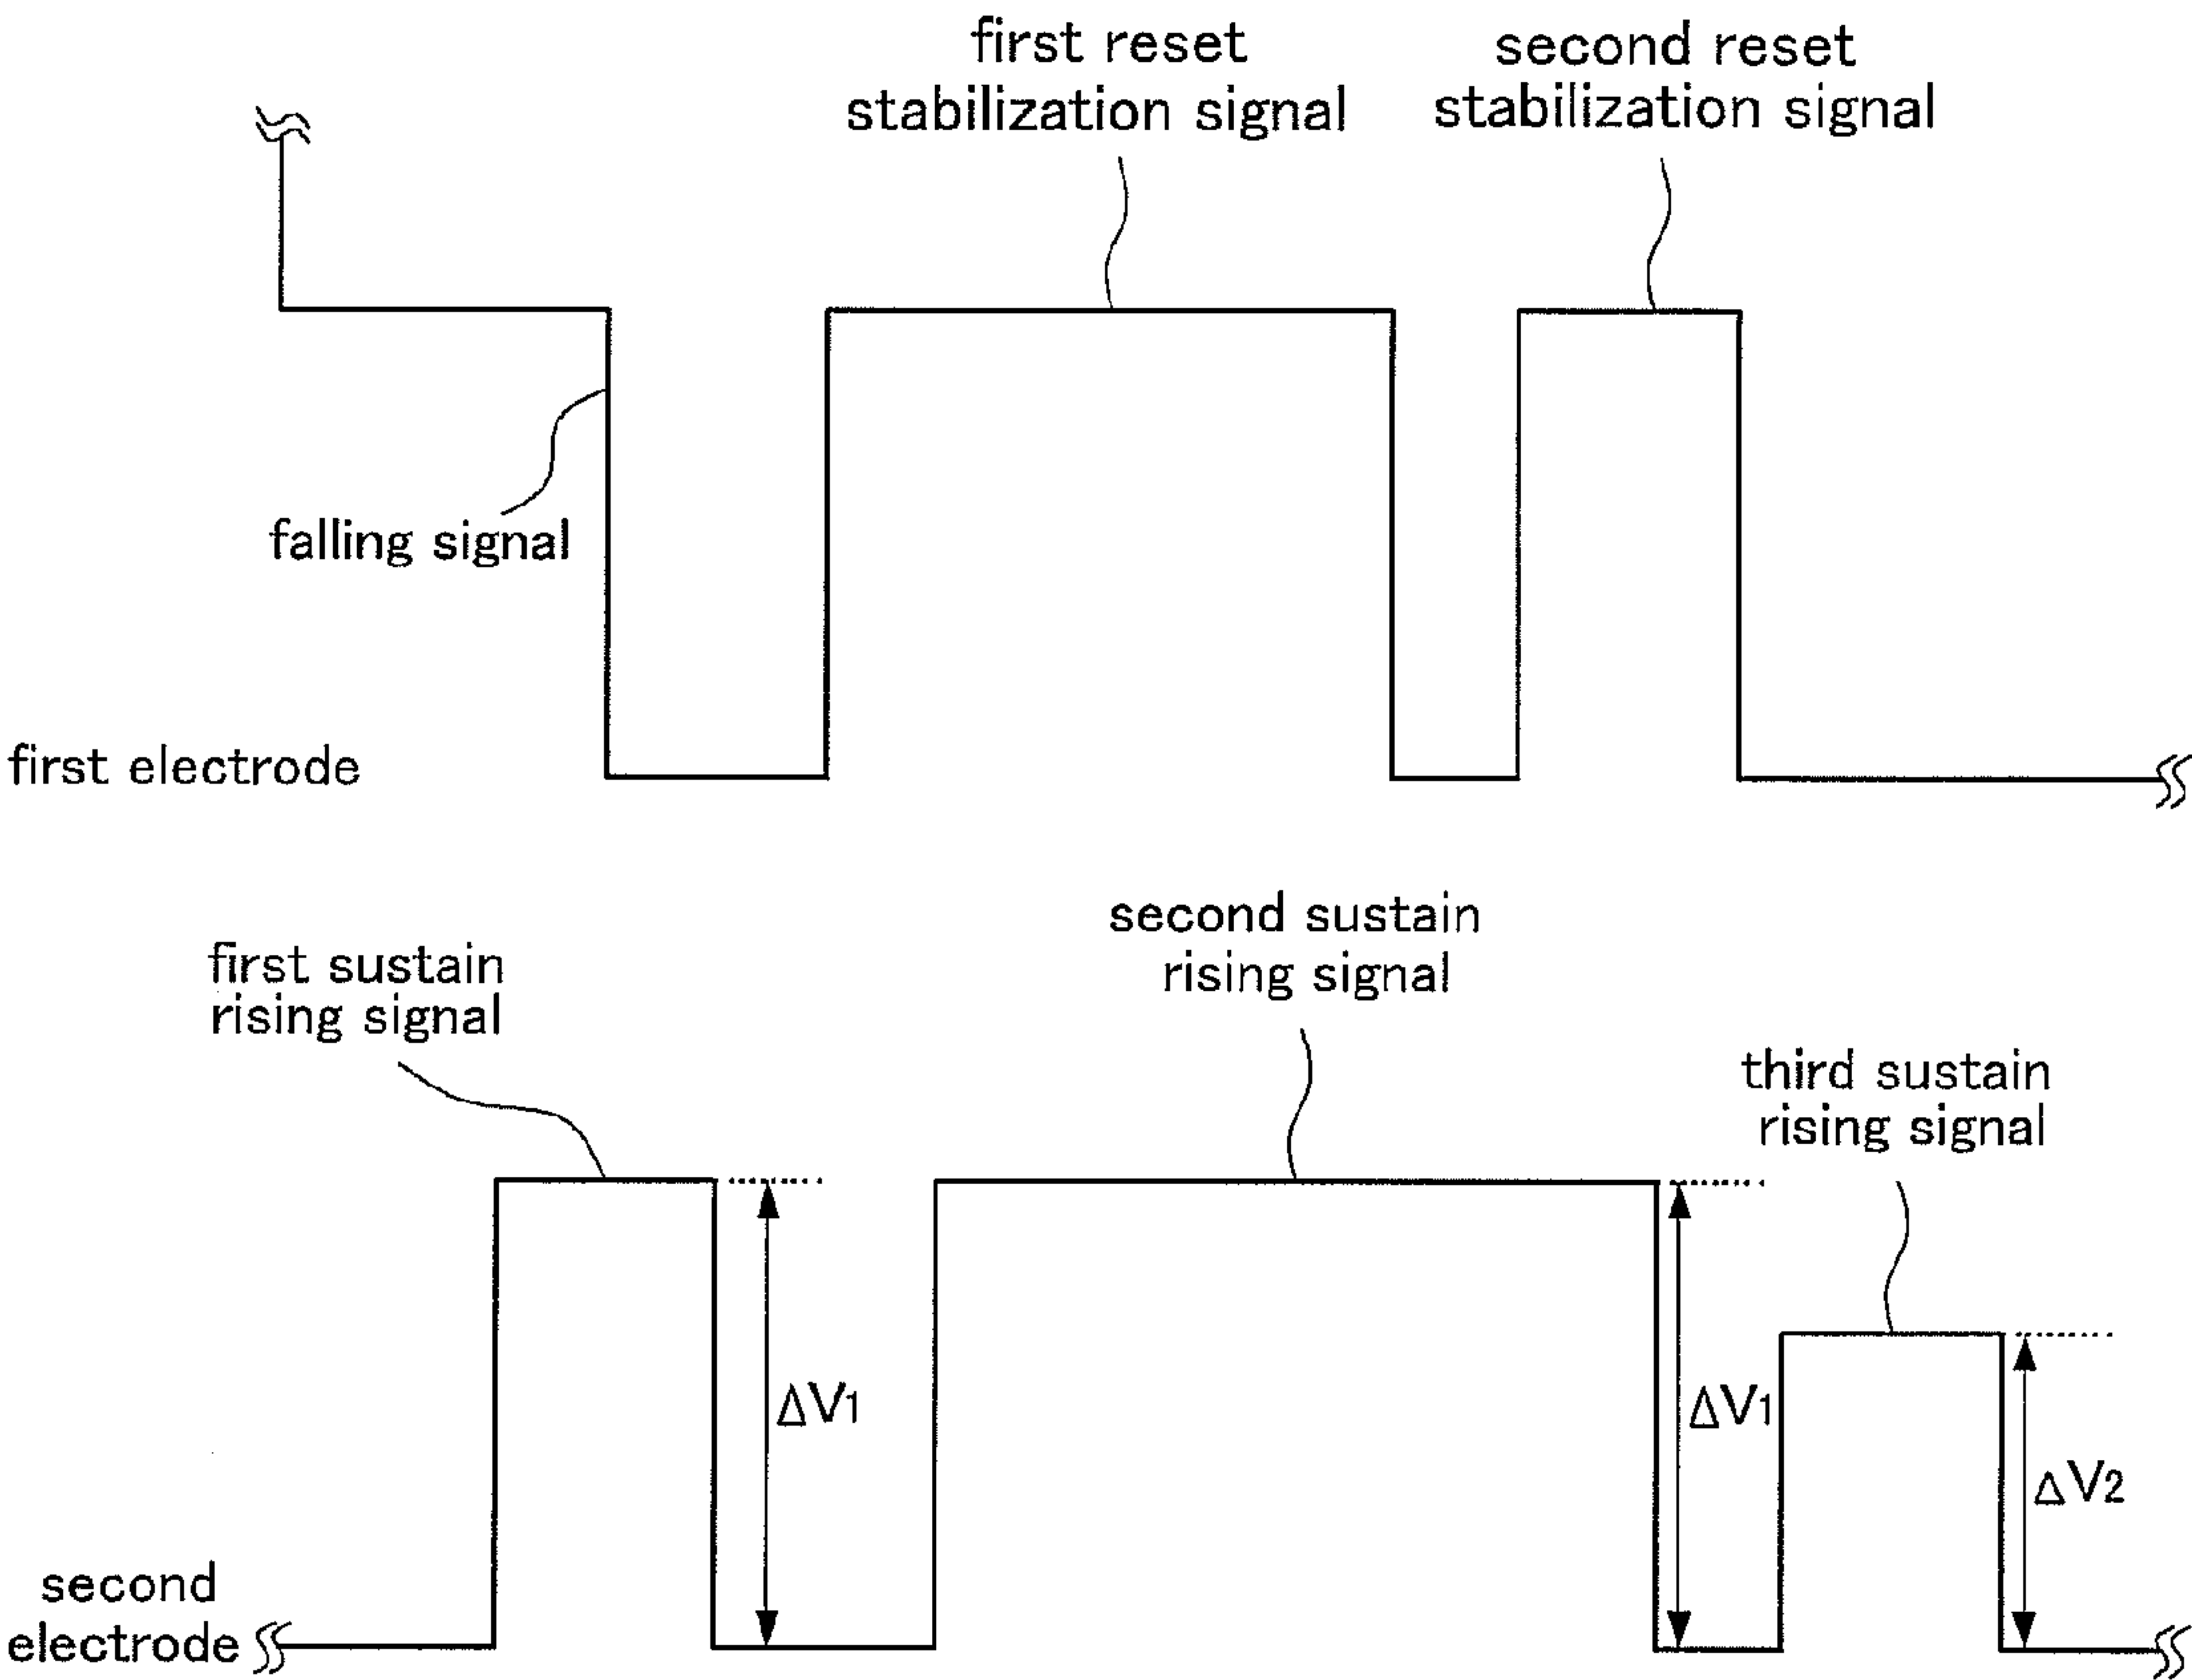 first reset
stabilization signal
second reset
stabilization signal
falling signal
first electrode
second sustain
rising signal
first sustain
rising signal
third sustain
rising signal
ΔV1
ΔV1
ΔV2
second
electrode